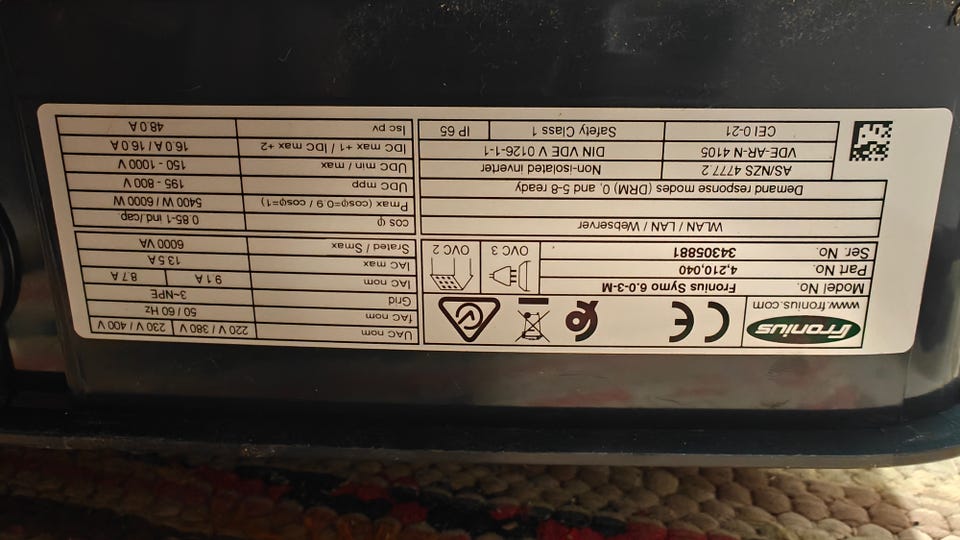 Fronius
www.fronius.com
Model No. Fronius Symo 6.0-3-M
Part No. 4,210,040
Ser. No. 34305881
OVC 3 OVC 2
WLAN / LAN / Webserver
Demand response modes (DRM) 0, and 5-8 ready
AS/NZS 4777.2 Non-isolated inverter
VDE-AR-N 4105 DIN VDE V 0126-1-1
CEI 0-21 Safety Class 1 IP 65
UAC nom 220 V / 380 V 230 V / 400 V
fAC nom 50 / 60 Hz
Grid 3~NPE
IAC nom 9.1 A 8.7 A
IAC max 13.5 A
Srated / Smax 6000 VA
cos φ 0.85-1 ind./cap.
Pmax (cosφ=0.9 / cosφ=1) 5400 W / 6000 W
UDC mpp 195 - 800 V
UDC min / max 150 - 1000 V
IDC max +1 / IDC max +2 16.0 A / 16.0 A
Isc pv 48.0 A